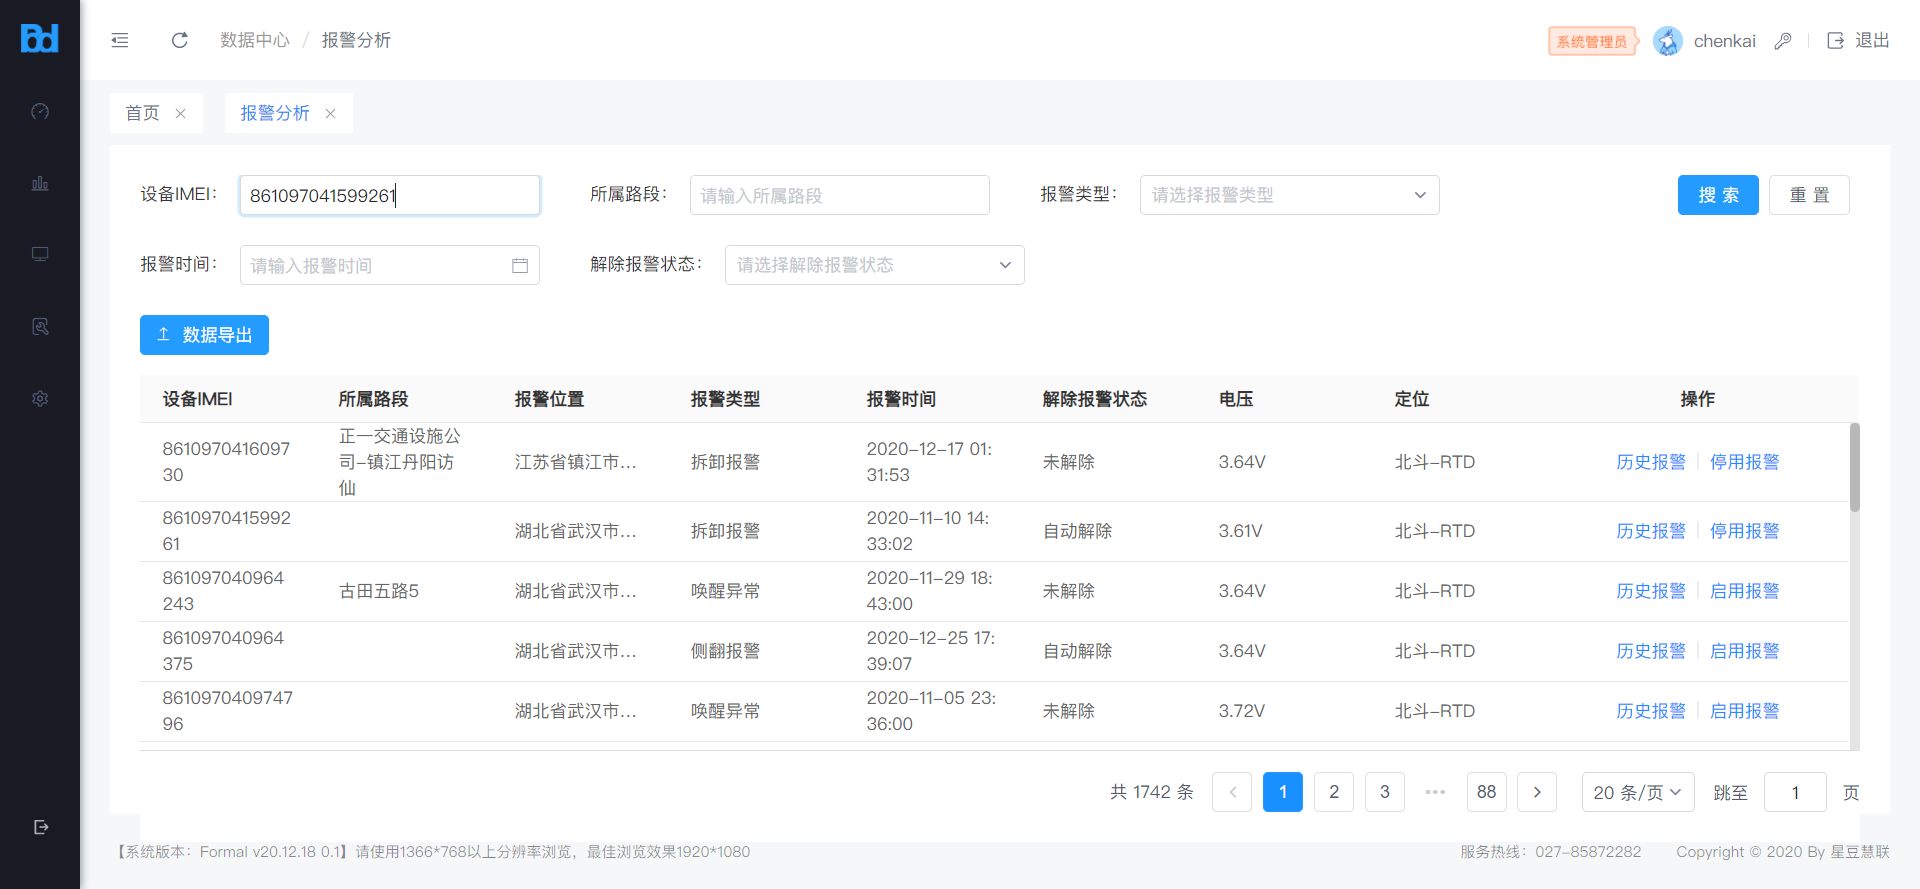 数据中心 / 报警分析
系统管理员 chenkai 退出
首页 报警分析
设备IMEI： 861097041599261 所属路段： 请输入所属路段 报警类型： 请选择报警类型 搜 索 重 置
报警时间： 请输入报警时间 解除报警状态： 请选择解除报警状态
数据导出
设备IMEI 所属路段 报警位置 报警类型 报警时间 解除报警状态 电压 定位 操作
8610970416097
30
正一交通设施公
司-镇江丹阳访
仙
江苏省镇江市... 拆卸报警
2020-12-17 01:
31:53
未解除 3.64V 北斗-RTD 历史报警 停用报警
8610970415992
61
湖北省武汉市... 拆卸报警
2020-11-10 14:
33:02
自动解除 3.61V 北斗-RTD 历史报警 停用报警
861097040964
243
古田五路5 湖北省武汉市... 唤醒异常
2020-11-29 18:
43:00
未解除 3.64V 北斗-RTD 历史报警 启用报警
861097040964
375
湖北省武汉市... 侧翻报警
2020-12-25 17:
39:07
自动解除 3.64V 北斗-RTD 历史报警 启用报警
8610970409747
96
湖北省武汉市... 唤醒异常
2020-11-05 23:
36:00
未解除 3.72V 北斗-RTD 历史报警 启用报警
共 1742 条 1 2 3 ••• 88 20 条/页 跳至 1 页
【系统版本：Formal v20.12.18 0.1】请使用1366*768以上分辨率浏览，最佳浏览效果1920*1080
服务热线：027-85872282 Copyright © 2020 By 星豆慧联